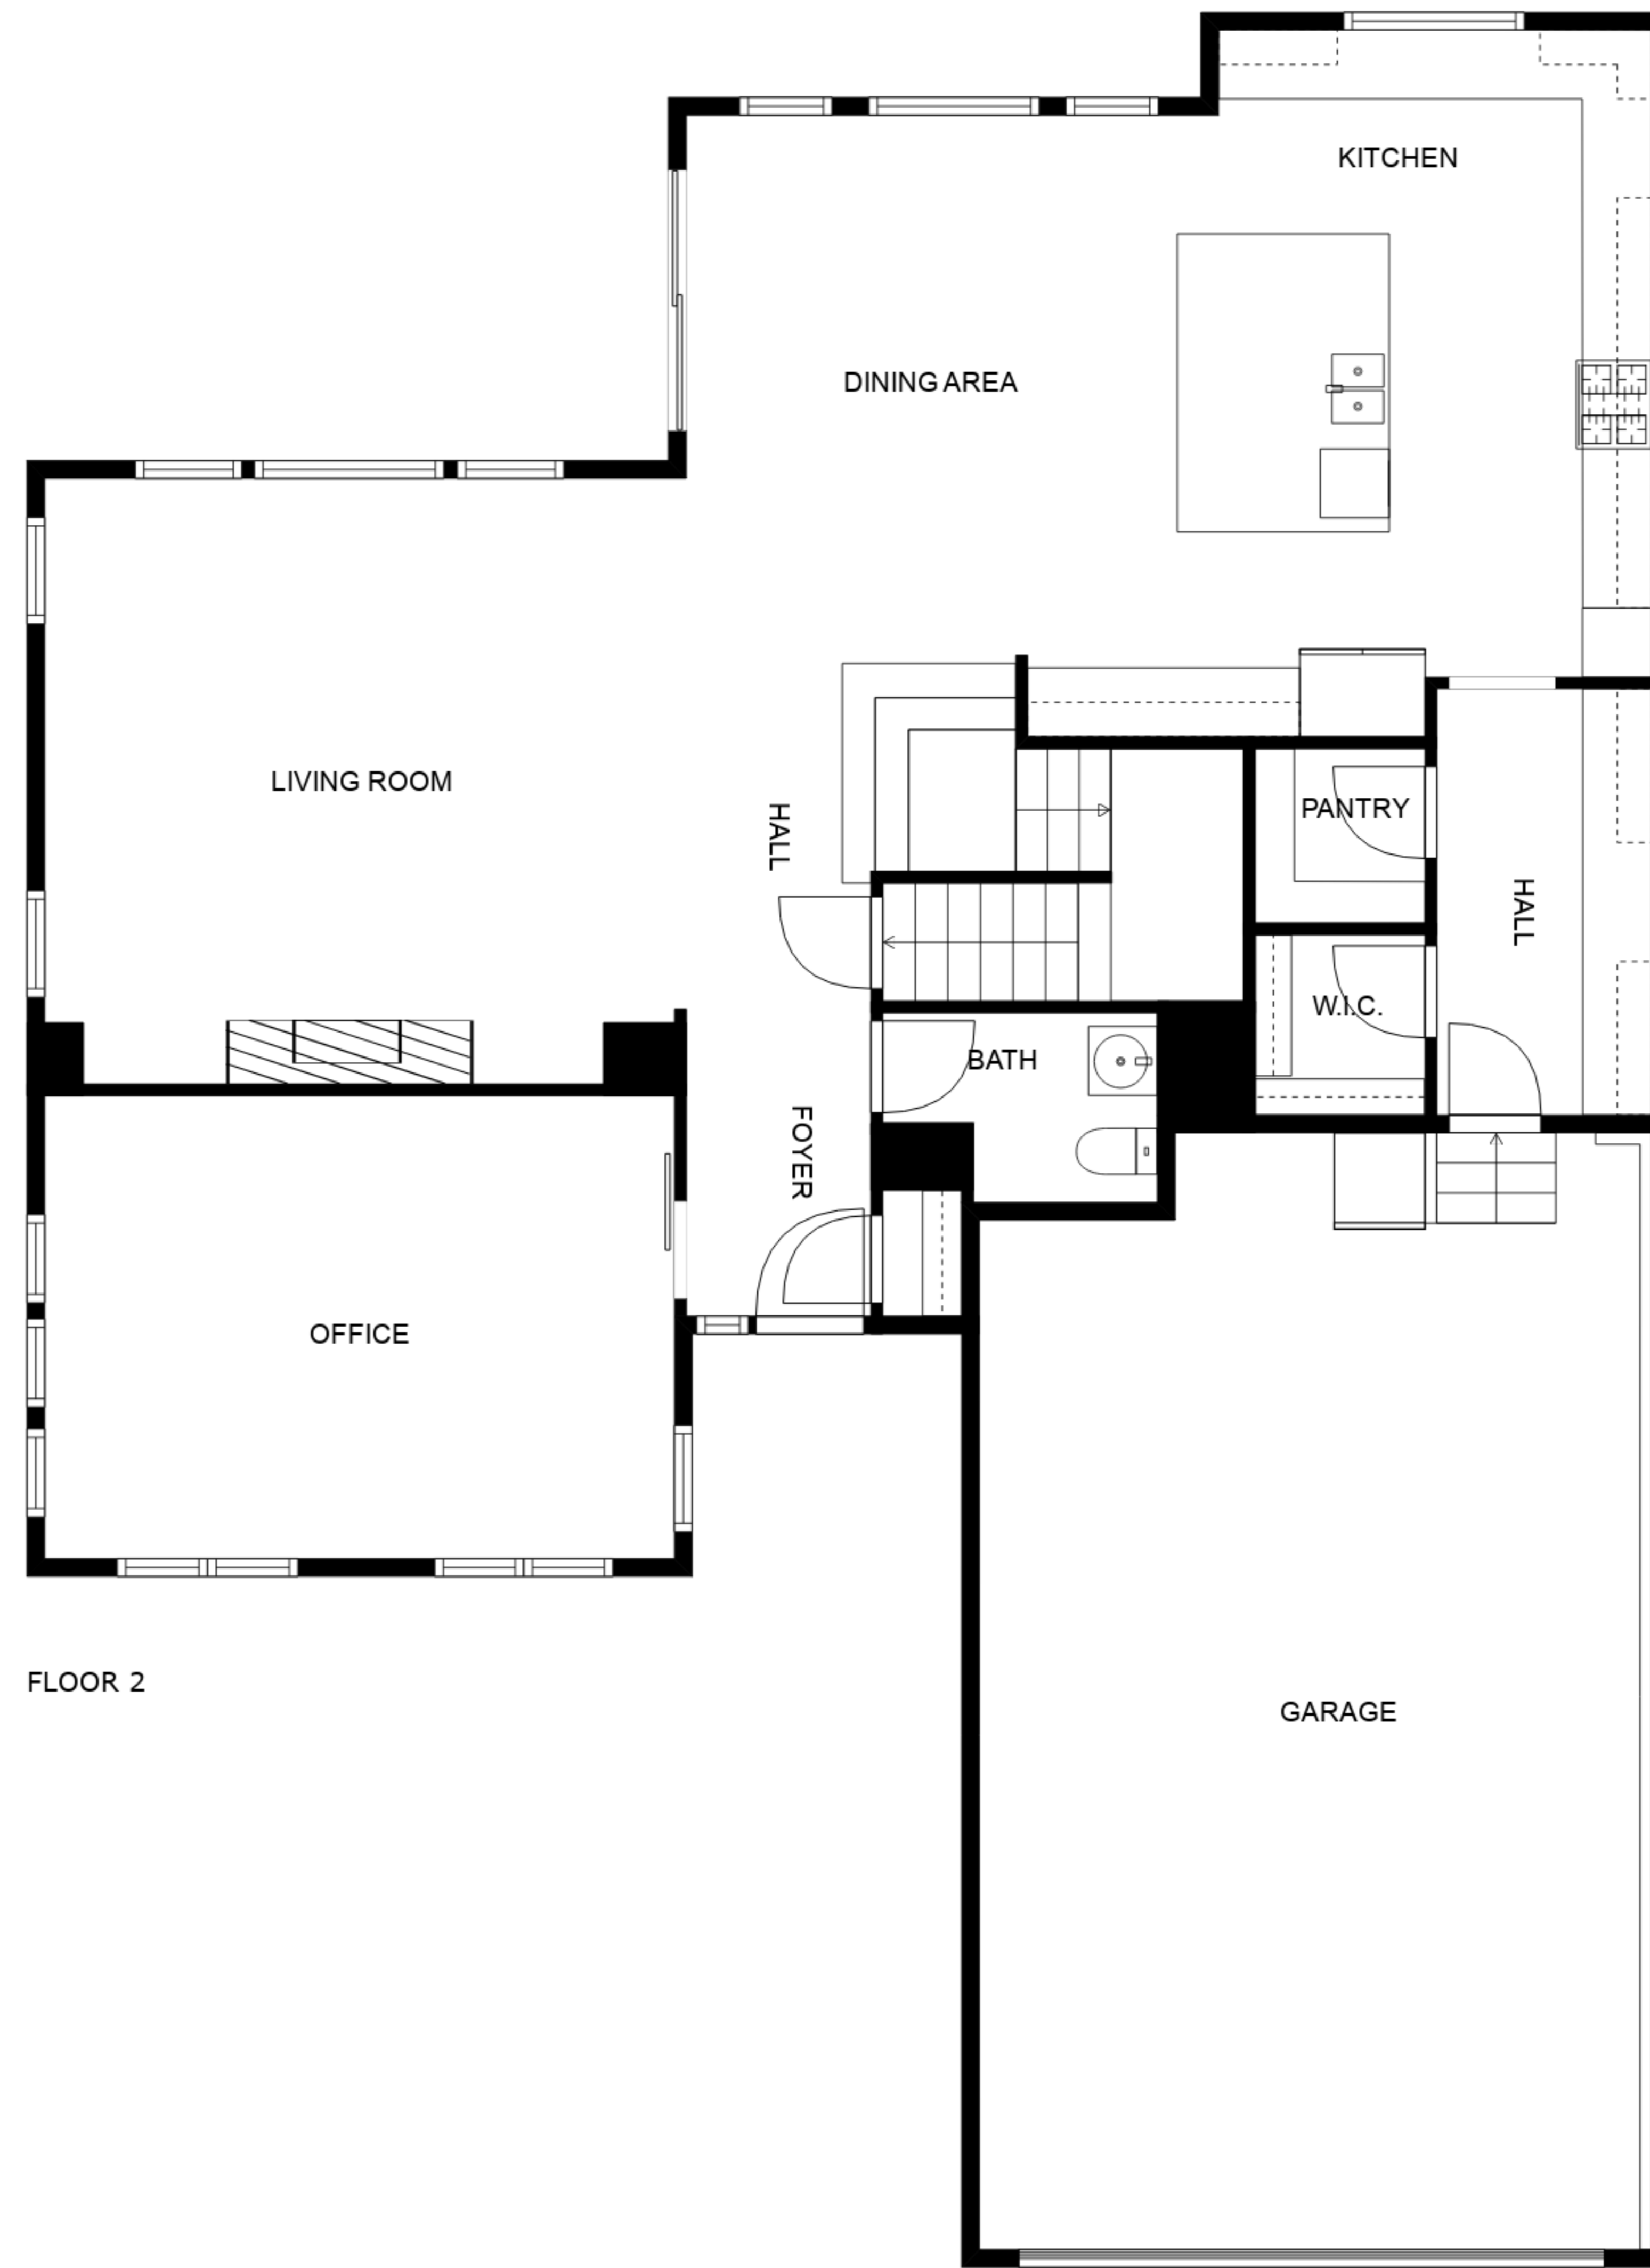 KITCHEN
DINING AREA
LIVING ROOM
HALL
PANTRY
HALL
W.I.C.
BATH
FOYER
OFFICE
FLOOR 2
GARAGE